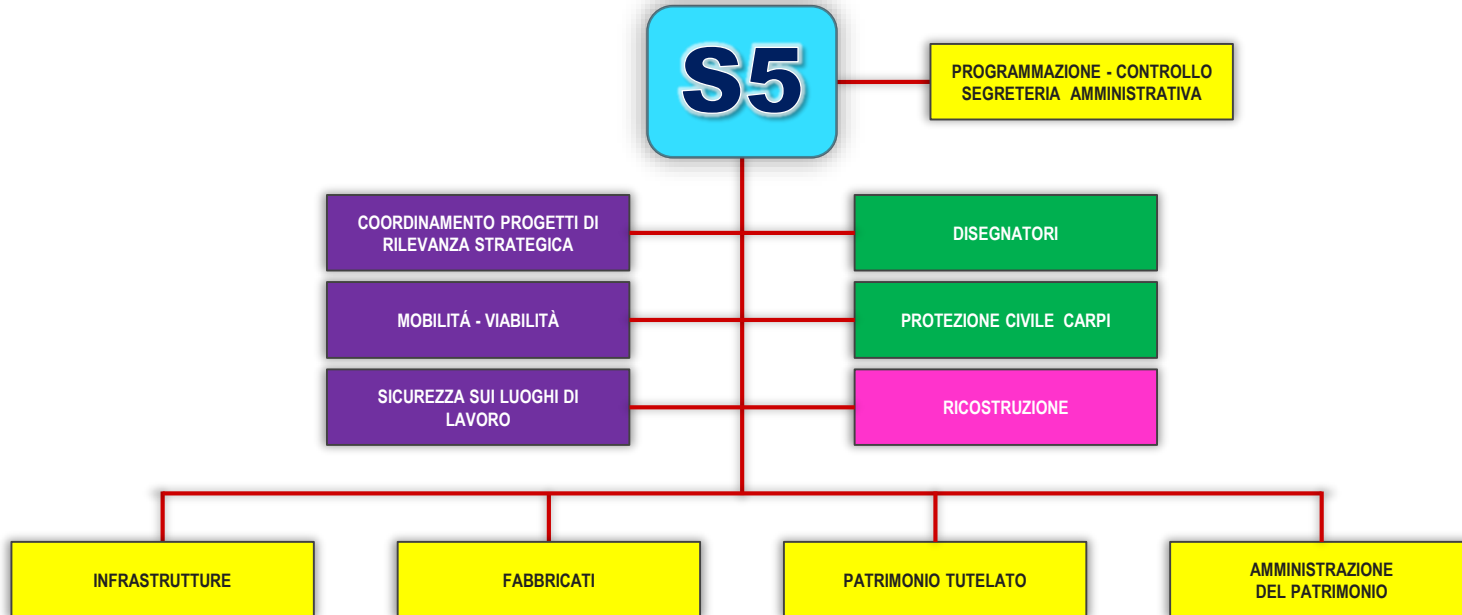 S5
PROGRAMMAZIONE - CONTROLLO
SEGRETERIA AMMINISTRATIVA
COORDINAMENTO PROGETTI DI
RILEVANZA STRATEGICA
DISEGNATORI
MOBILITÁ - VIABILITÀ
PROTEZIONE CIVILE CARPI
SICUREZZA SUI LUOGHI DI
LAVORO
RICOSTRUZIONE
INFRASTRUTTURE
FABBRICATI
PATRIMONIO TUTELATO
AMMINISTRAZIONE
DEL PATRIMONIO